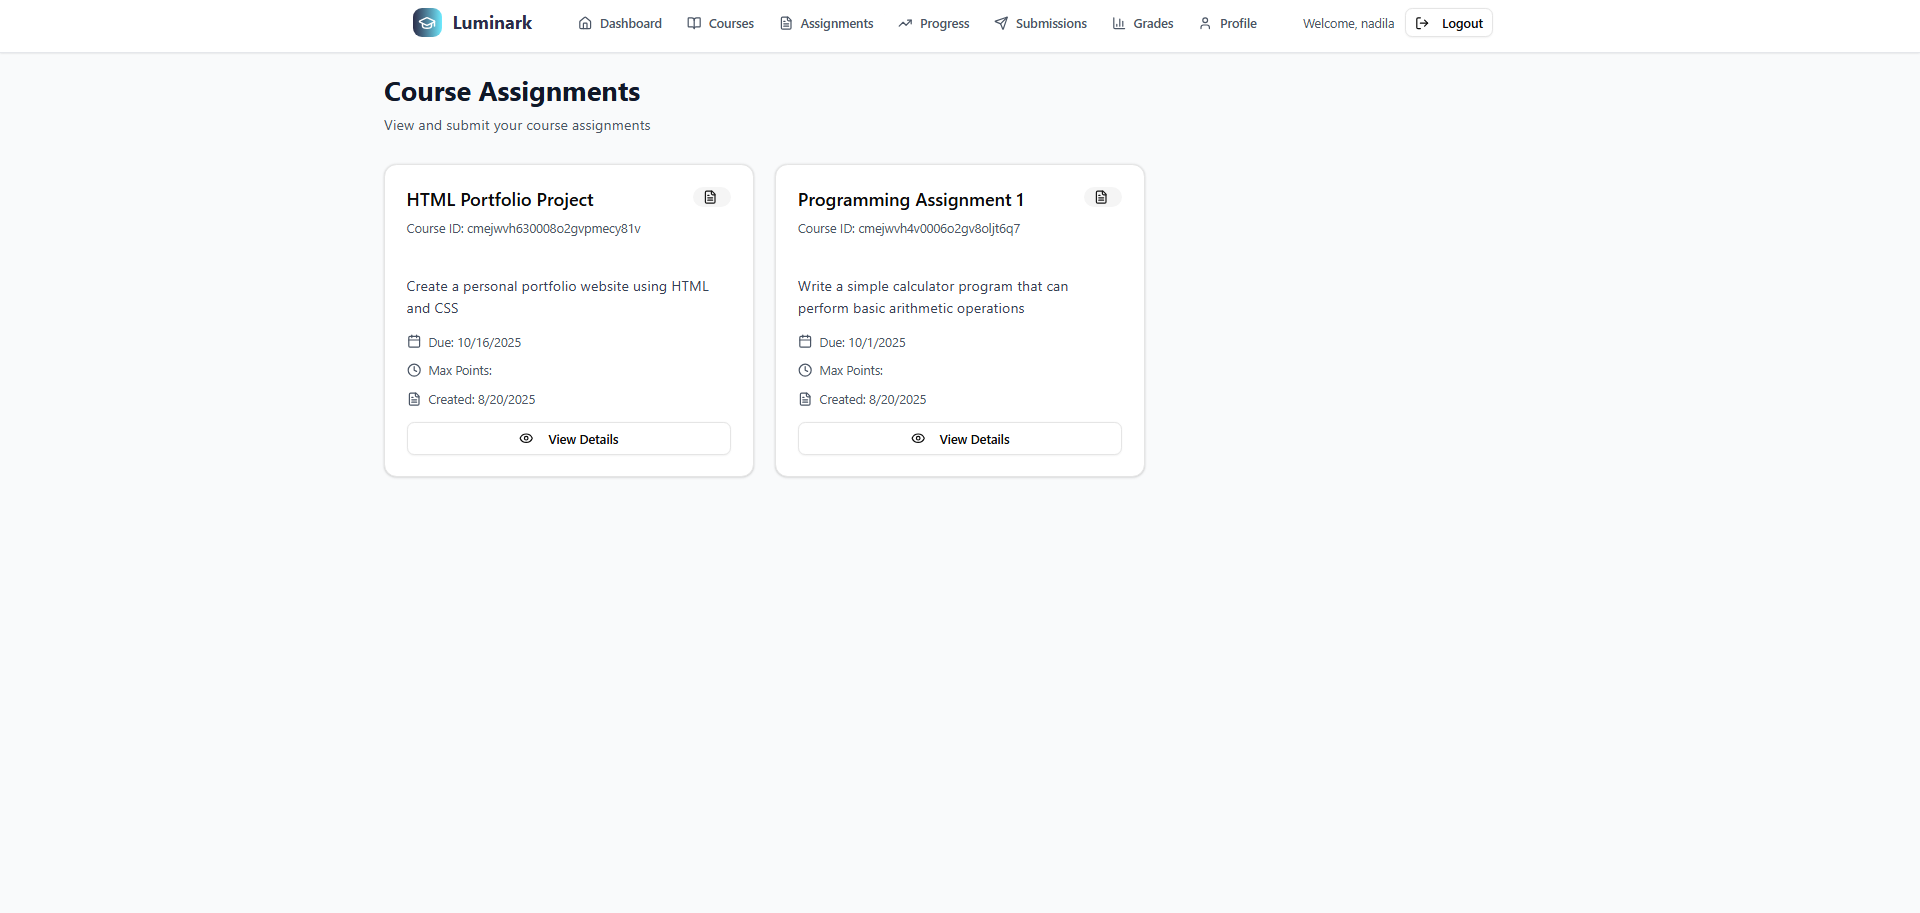 Luminark
Dashboard
Courses
Assignments
Progress
Submissions
Grades
Profile
Welcome, nadila
Logout
Course Assignments
View and submit your course assignments
HTML Portfolio Project
Course ID: cmejwvh630008o2gvpmecy81v
Create a personal portfolio website using HTML
and CSS
Due: 10/16/2025
Max Points:
Created: 8/20/2025
View Details
Programming Assignment 1
Course ID: cmejwvh4v0006o2gv8oljt6q7
Write a simple calculator program that can
perform basic arithmetic operations
Due: 10/1/2025
Max Points:
Created: 8/20/2025
View Details